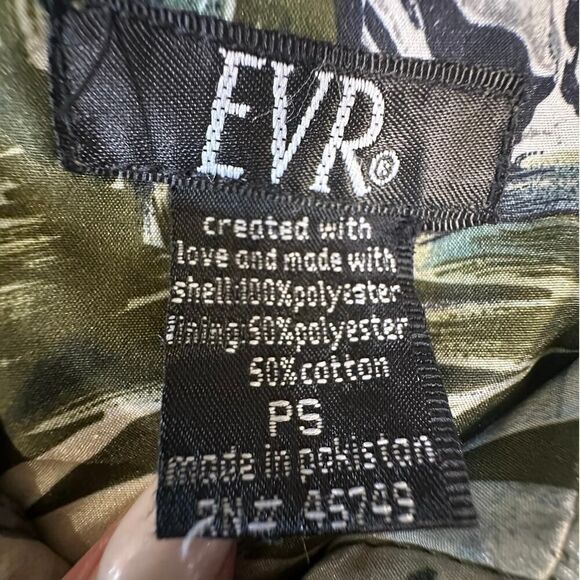 EVR®
created with
love and made with
shell:100%polyester
lining:50%polyester
50%cotton
PS
made in pakistan
RN# 45749